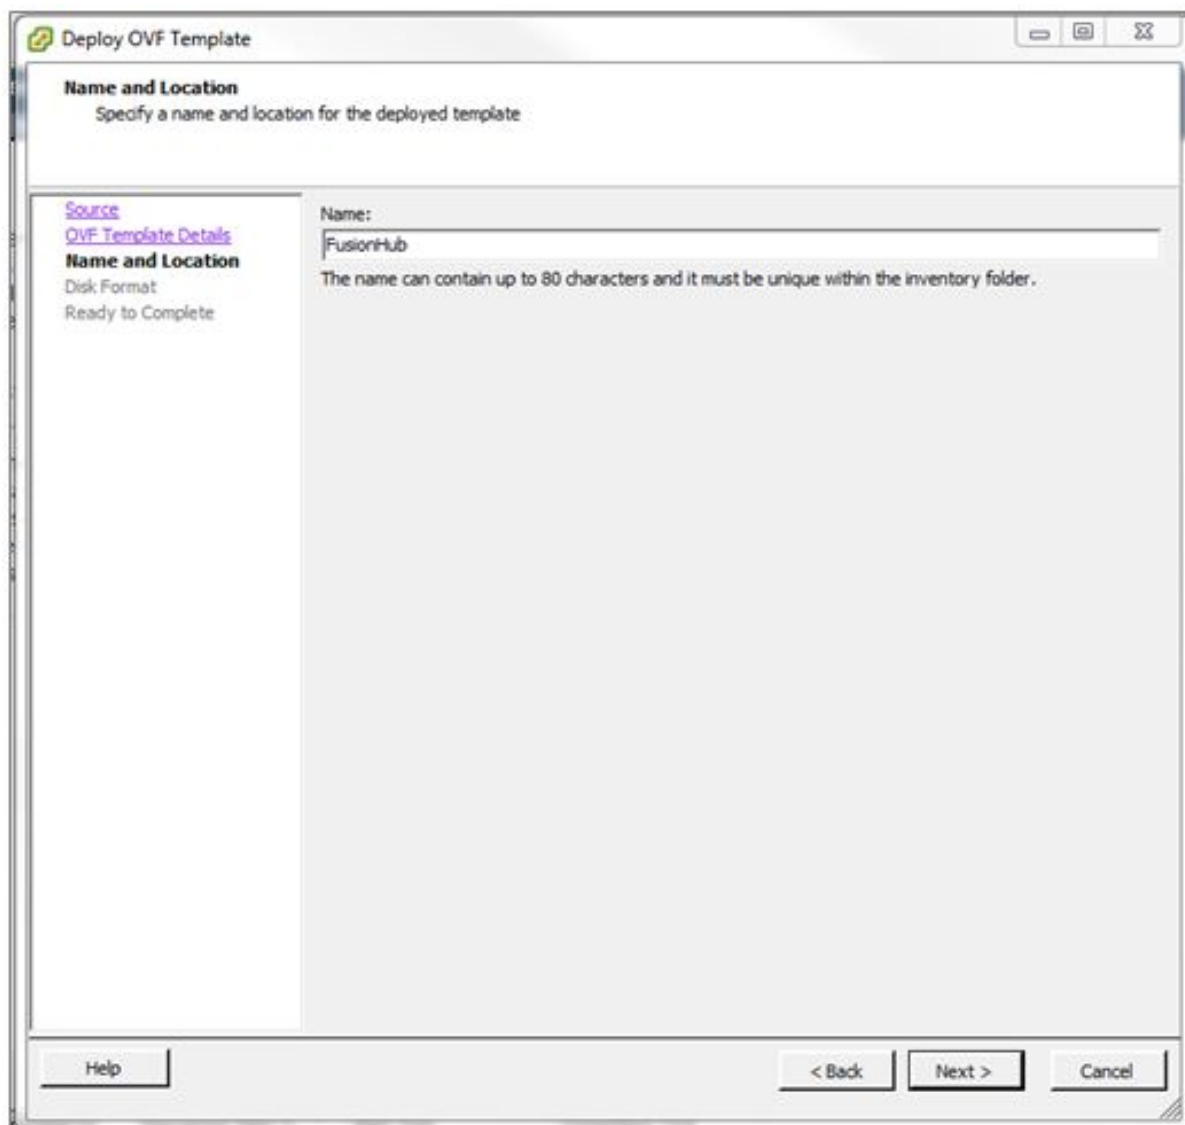 Deploy OVF Template
Name and Location
Specify a name and location for the deployed template
Source
OVF Template Details
Name and Location
Disk Format
Ready to Complete
Name:
FusionHub
The name can contain up to 80 characters and it must be unique within the inventory folder.
Help
< Back
Next >
Cancel